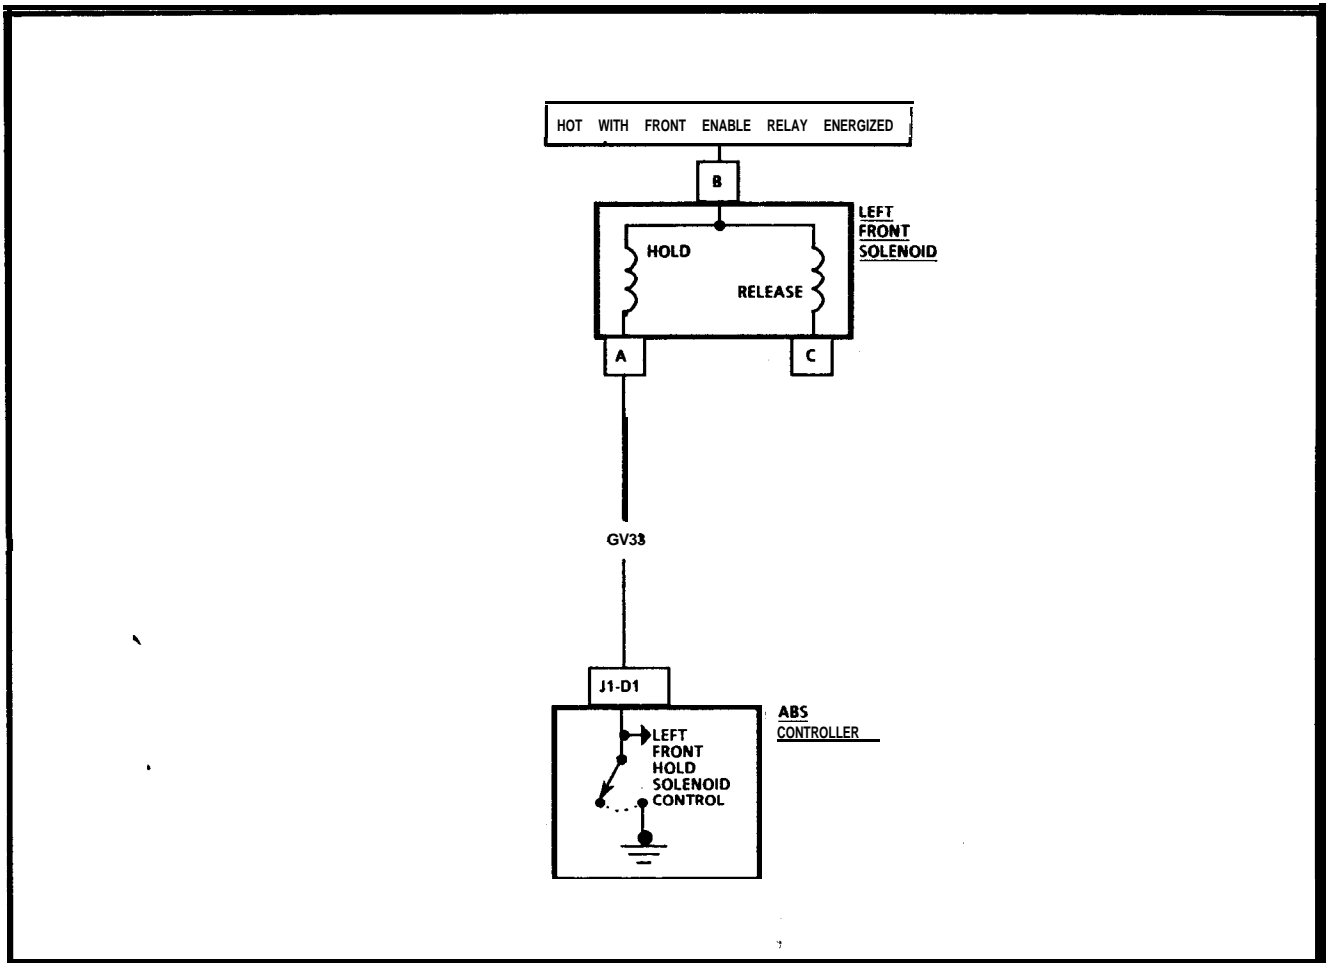 HOT WITH FRONT ENABLE RELAY ENERGIZED
B
LEFT
FRONT
SOLENOID
HOLD
RELEASE
A
C
GV33
J1-D1
ABS
CONTROLLER
LEFT
FRONT
HOLD
SOLENOID
CONTROL